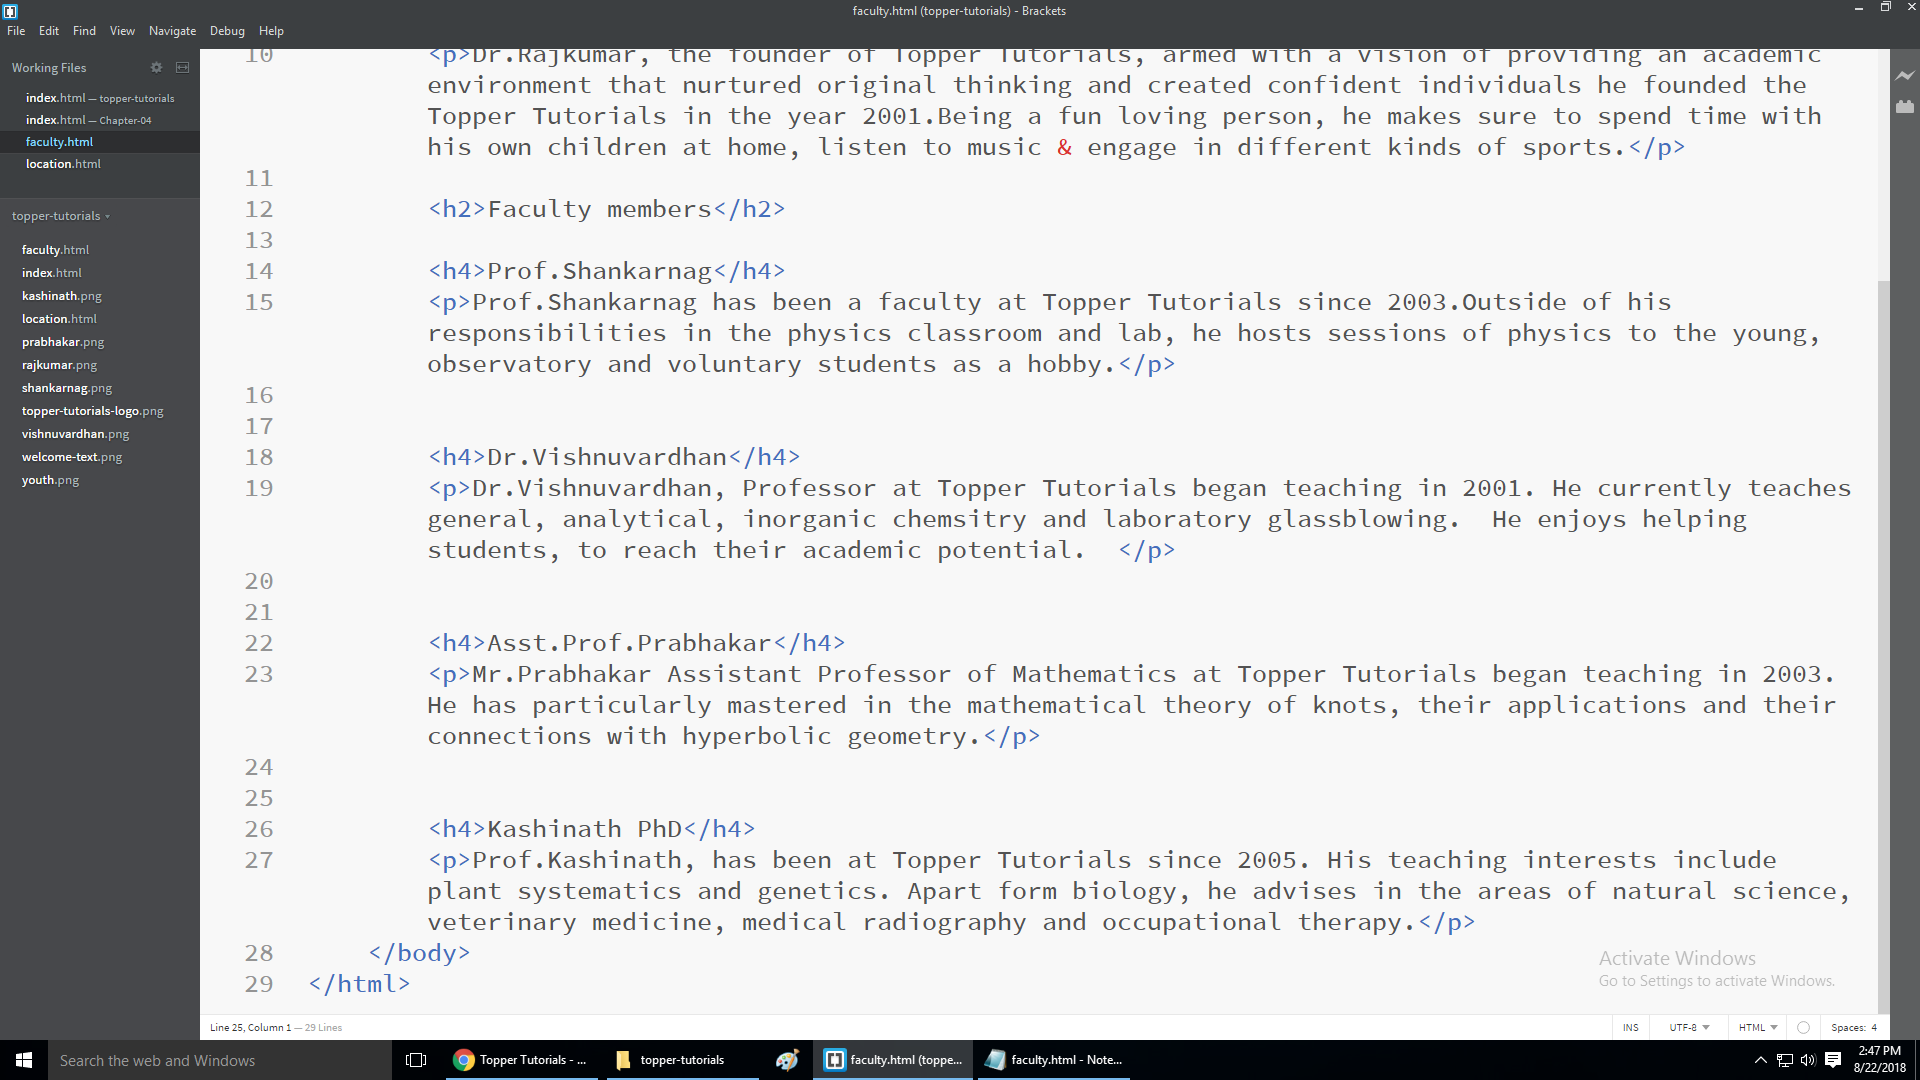 faculty.html (topper-tutorials) - Brackets
File Edit Find View Navigate Debug Help
Working Files
index.html — topper-tutorials
index.html — Chapter-04
faculty.html
location.html
topper-tutorials
faculty.html
index.html
kashinath.png
location.html
prabhakar.png
rajkumar.png
shankarnag.png
topper-tutorials-logo.png
vishnuvardhan.png
welcome-text.png
youth.png
10 <p>Dr.Rajkumar, the founder of Topper Tutorials, armed with a vision of providing an academic
environment that nurtured original thinking and created confident individuals he founded the
Topper Tutorials in the year 2001.Being a fun loving person, he makes sure to spend time with
his own children at home, listen to music & engage in different kinds of sports.</p>
11
12 <h2>Faculty members</h2>
13
14 <h4>Prof.Shankarnag</h4>
15 <p>Prof.Shankarnag has been a faculty at Topper Tutorials since 2003.Outside of his
responsibilities in the physics classroom and lab, he hosts sessions of physics to the young,
observatory and voluntary students as a hobby.</p>
16
17
18 <h4>Dr.Vishnuvardhan</h4>
19 <p>Dr.Vishnuvardhan, Professor at Topper Tutorials began teaching in 2001. He currently teaches
general, analytical, inorganic chemsitry and laboratory glassblowing.  He enjoys helping
students, to reach their academic potential.  </p>
20
21
22 <h4>Asst.Prof.Prabhakar</h4>
23 <p>Mr.Prabhakar Assistant Professor of Mathematics at Topper Tutorials began teaching in 2003.
He has particularly mastered in the mathematical theory of knots, their applications and their
connections with hyperbolic geometry.</p>
24
25
26 <h4>Kashinath PhD</h4>
27 <p>Prof.Kashinath, has been at Topper Tutorials since 2005. His teaching interests include
plant systematics and genetics. Apart form biology, he advises in the areas of natural science,
veterinary medicine, medical radiography and occupational therapy.</p>
28 </body>
29 </html>
Activate Windows
Go to Settings to activate Windows.
Line 25, Column 1 — 29 Lines
INS UTF-8 HTML Spaces: 4
Search the web and Windows
Topper Tutorials - ...
topper-tutorials
faculty.html (toppe...
faculty.html - Note...
2:47 PM
8/22/2018